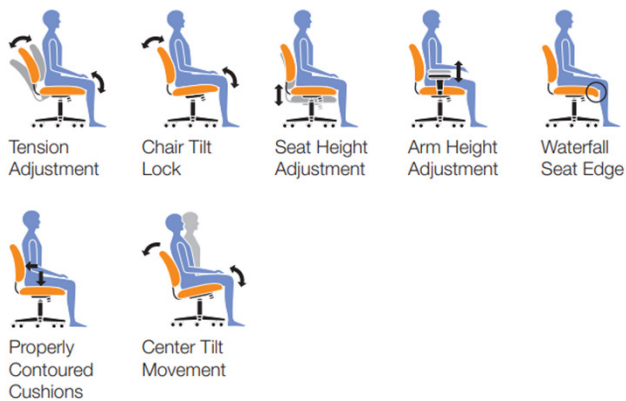 Tension
Adjustment
Chair Tilt
Lock
Seat Height
Adjustment
Arm Height
Adjustment
Waterfall
Seat Edge
Properly
Contoured
Cushions
Center Tilt
Movement